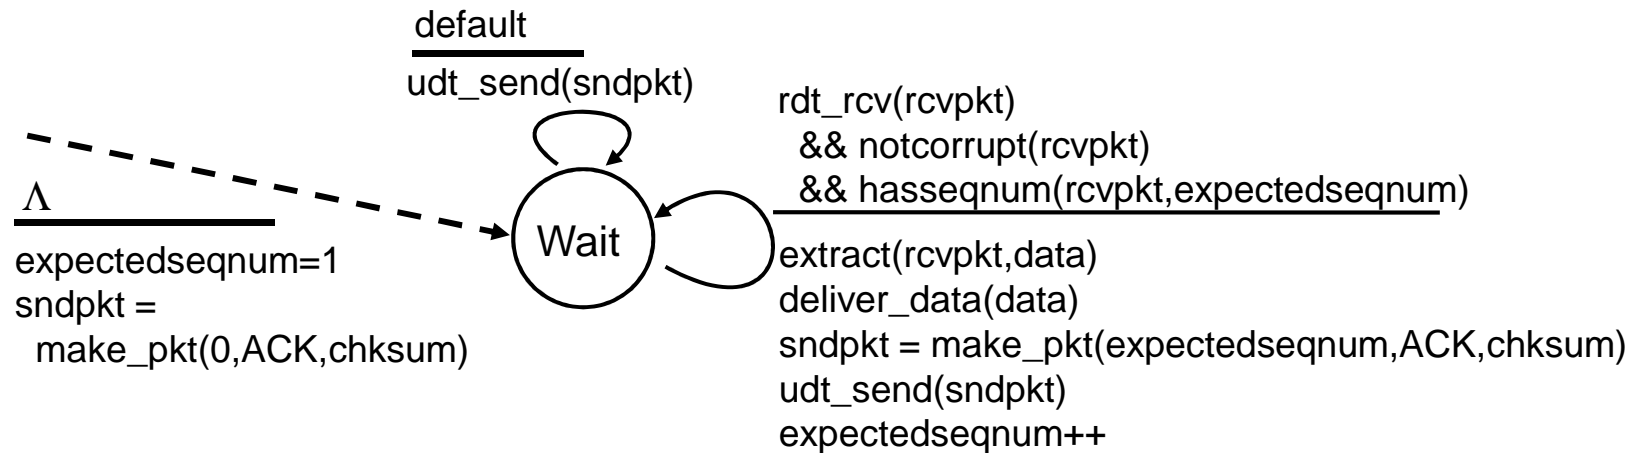 default
udt_send(sndpkt)
rdt_rcv(rcvpkt)
&& notcorrupt(rcvpkt)
&& hasseqnum(rcvpkt,expectedseqnum)
Λ
expectedseqnum=1
sndpkt =
make_pkt(0,ACK,chksum)
Wait
extract(rcvpkt,data)
deliver_data(data)
sndpkt = make_pkt(expectedseqnum,ACK,chksum)
udt_send(sndpkt)
expectedseqnum++